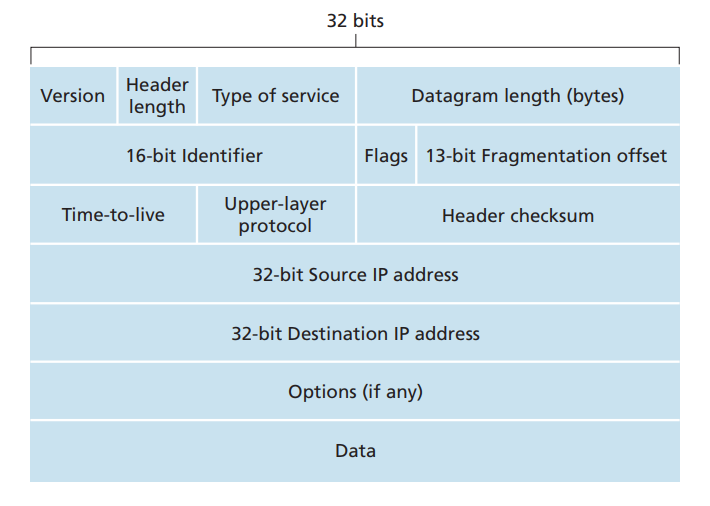 32 bits
Version
Header
length
Type of service
Datagram length (bytes)
16-bit Identifier
Flags
13-bit Fragmentation offset
Time-to-live
Upper-layer
protocol
Header checksum
32-bit Source IP address
32-bit Destination IP address
Options (if any)
Data